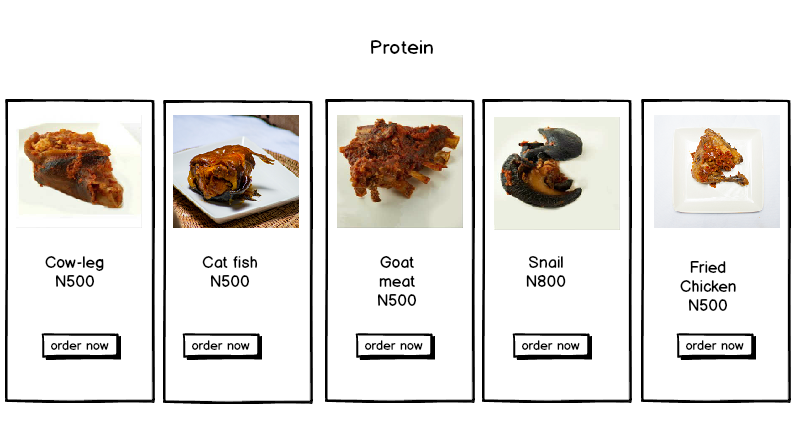 Protein
Cow-leg
N500
order now
Cat fish
N500
order now
Goat
meat
N500
order now
Snail
N800
order now
Fried
Chicken
N500
order now